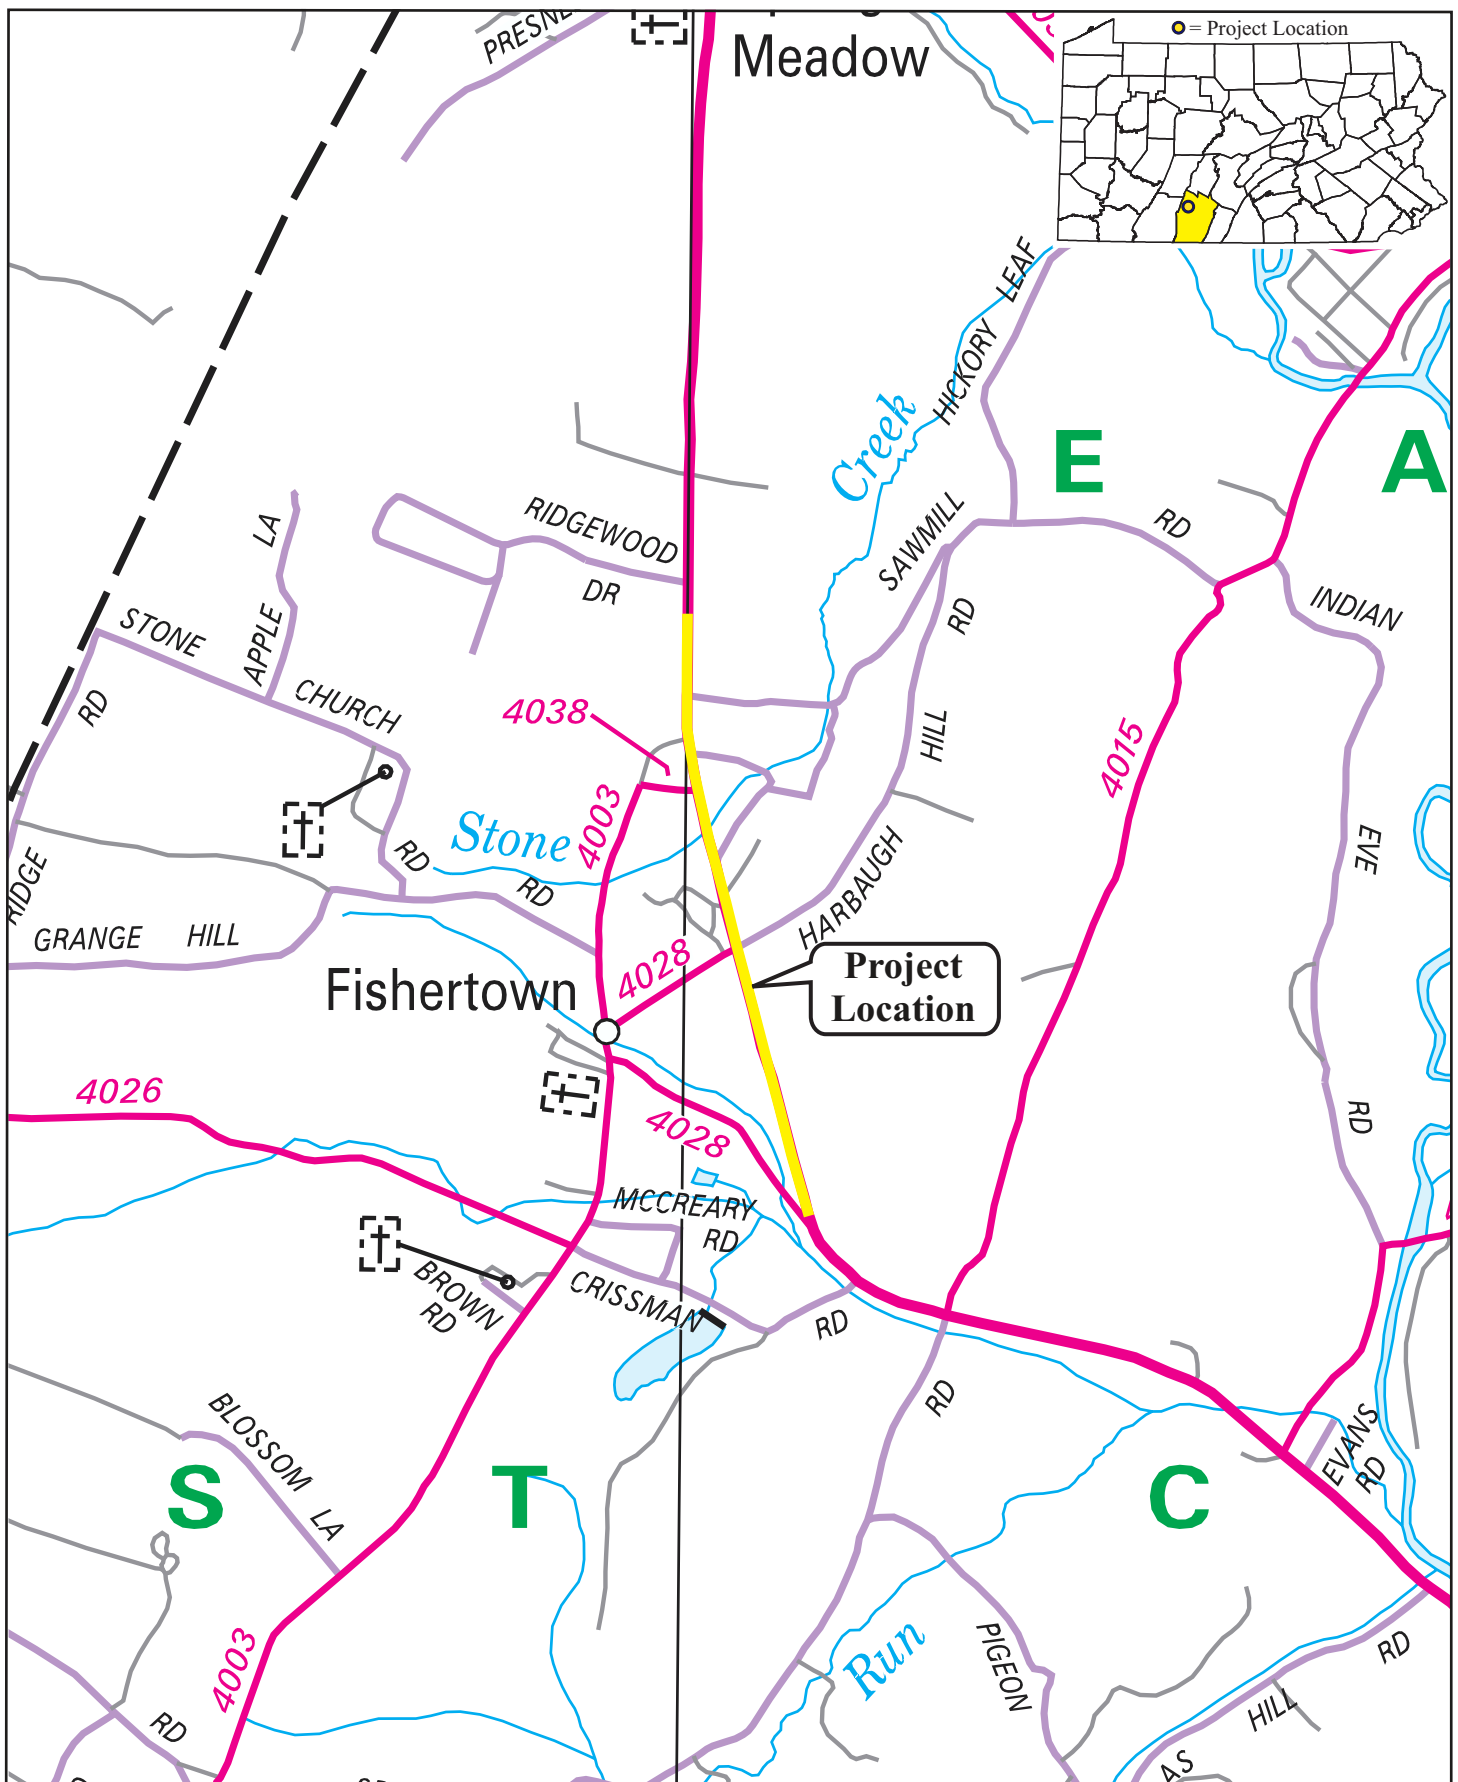 = Project Location
Meadow
HICKORY LEAF
Creek
E
A
RIDGEWOOD
DR
SAWMILL
RD
APPLE LA
STONE
CHURCH
RD
RD
HILL
INDIAN
4038
4015
4003
Stone
RD
RD
EVE
RIDGE
HARBAUGH
GRANGE HILL
4028
Project
Location
Fishertown
4026
4028
RD
MCCREARY
RD
CRISSMAN
BROWN
RD
RD
RD
EVANS
RD
BLOSSOM LA
S
T
C
4003
Run
PIGEON
RD
RD
HILL